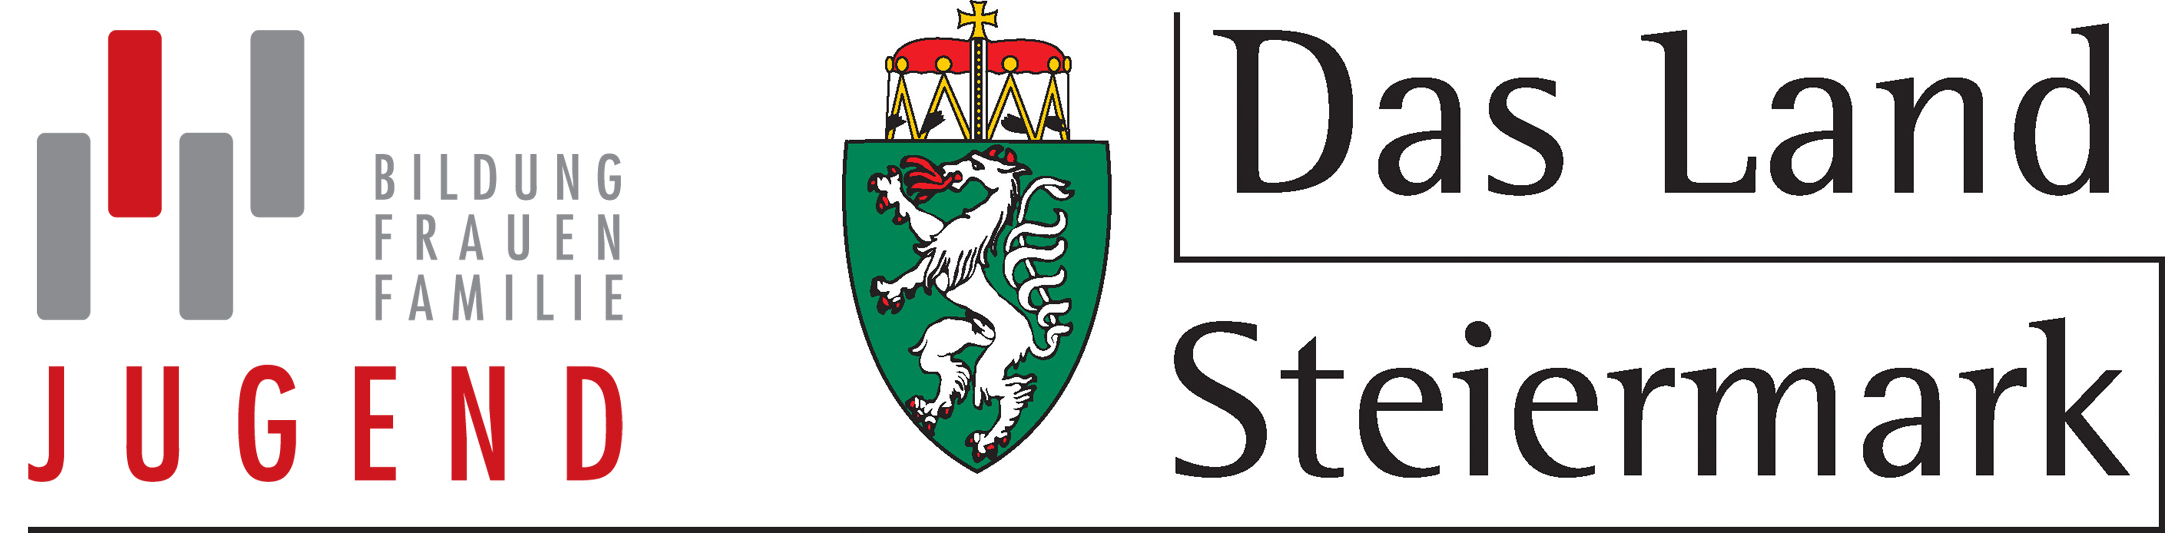 BILDUNG
FRAUEN
FAMILIE
JUGEND
Das Land
Steiermark